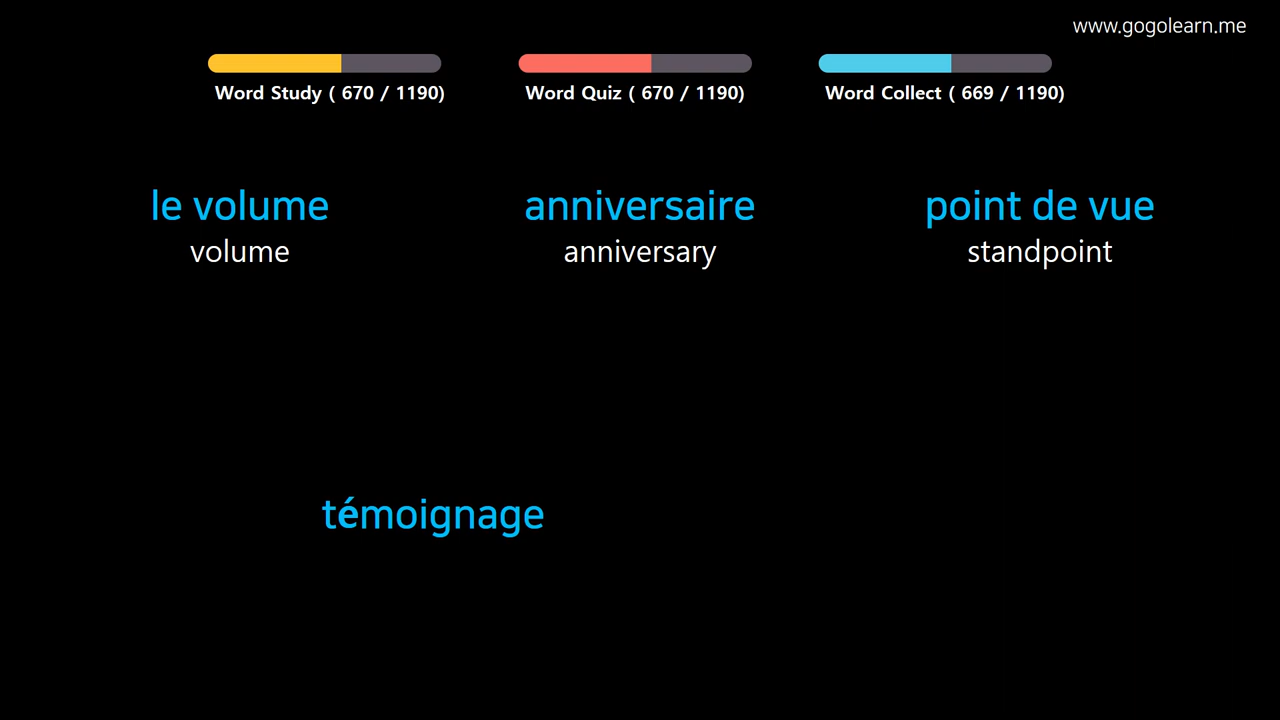 www.gogolearn.me
Word Study ( 670 / 1190)
Word Quiz ( 670 / 1190)
Word Collect ( 669 / 1190)
le volume
volume
anniversaire
anniversary
point de vue
standpoint
témoignage